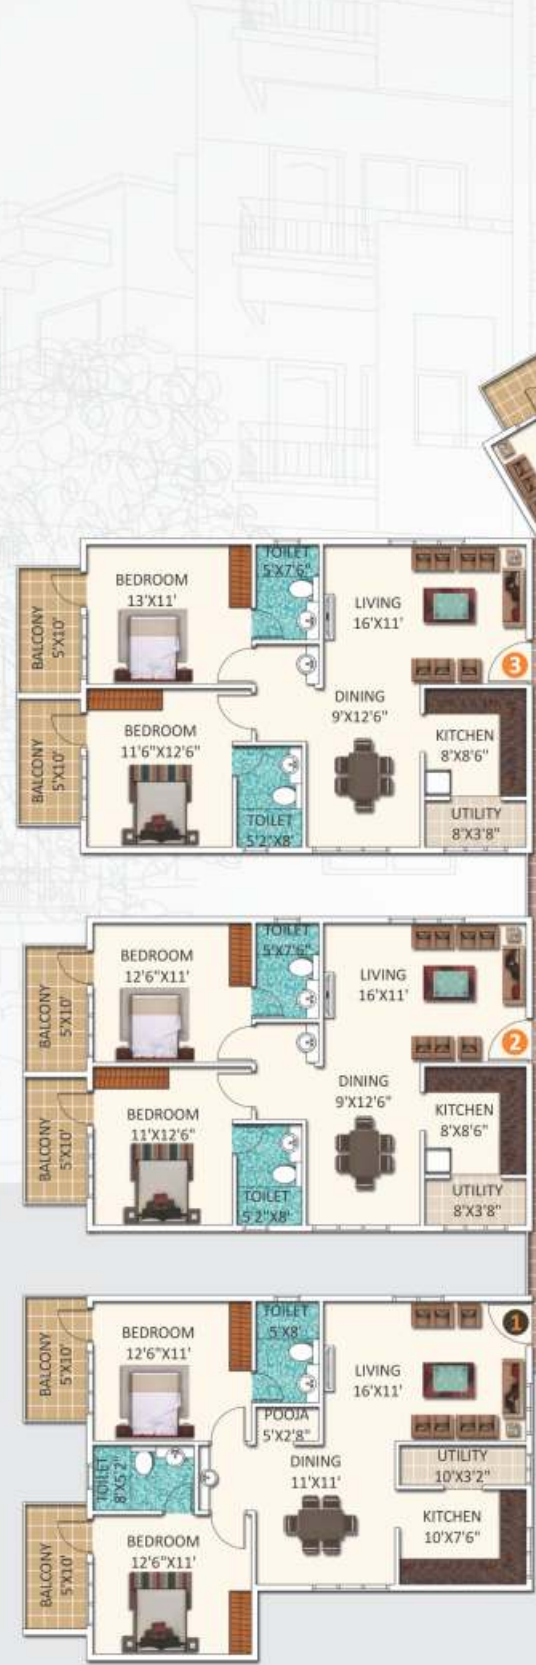 TOILET
5'X7'6"
BEDROOM
13'X11'
LIVING
16'X11'
BALCONY
5'X10'
3
DINING
9'X12'6"
BEDROOM
11'6"X12'6"
KITCHEN
8'X8'6"
BALCONY
5'X10'
TOILET
5'2"X8'
UTILITY
8'X3'8"
TOILET
5'X7'6"
BEDROOM
12'6"X11'
LIVING
16'X11'
BALCONY
5'X10'
2
DINING
9'X12'6"
BEDROOM
11'X12'6"
KITCHEN
8'X8'6"
BALCONY
5'X10'
TOILET
5'2"X8'
UTILITY
8'X3'8"
TOILET
5'X8'
1
BEDROOM
12'6"X11'
LIVING
16'X11'
BALCONY
5'X10'
POOJA
5'X2'8"
TOILET
8'X5'2"
DINING
11'X11'
UTILITY
10'X3'2"
KITCHEN
10'X7'6"
BEDROOM
12'6"X11'
BALCONY
5'X10'